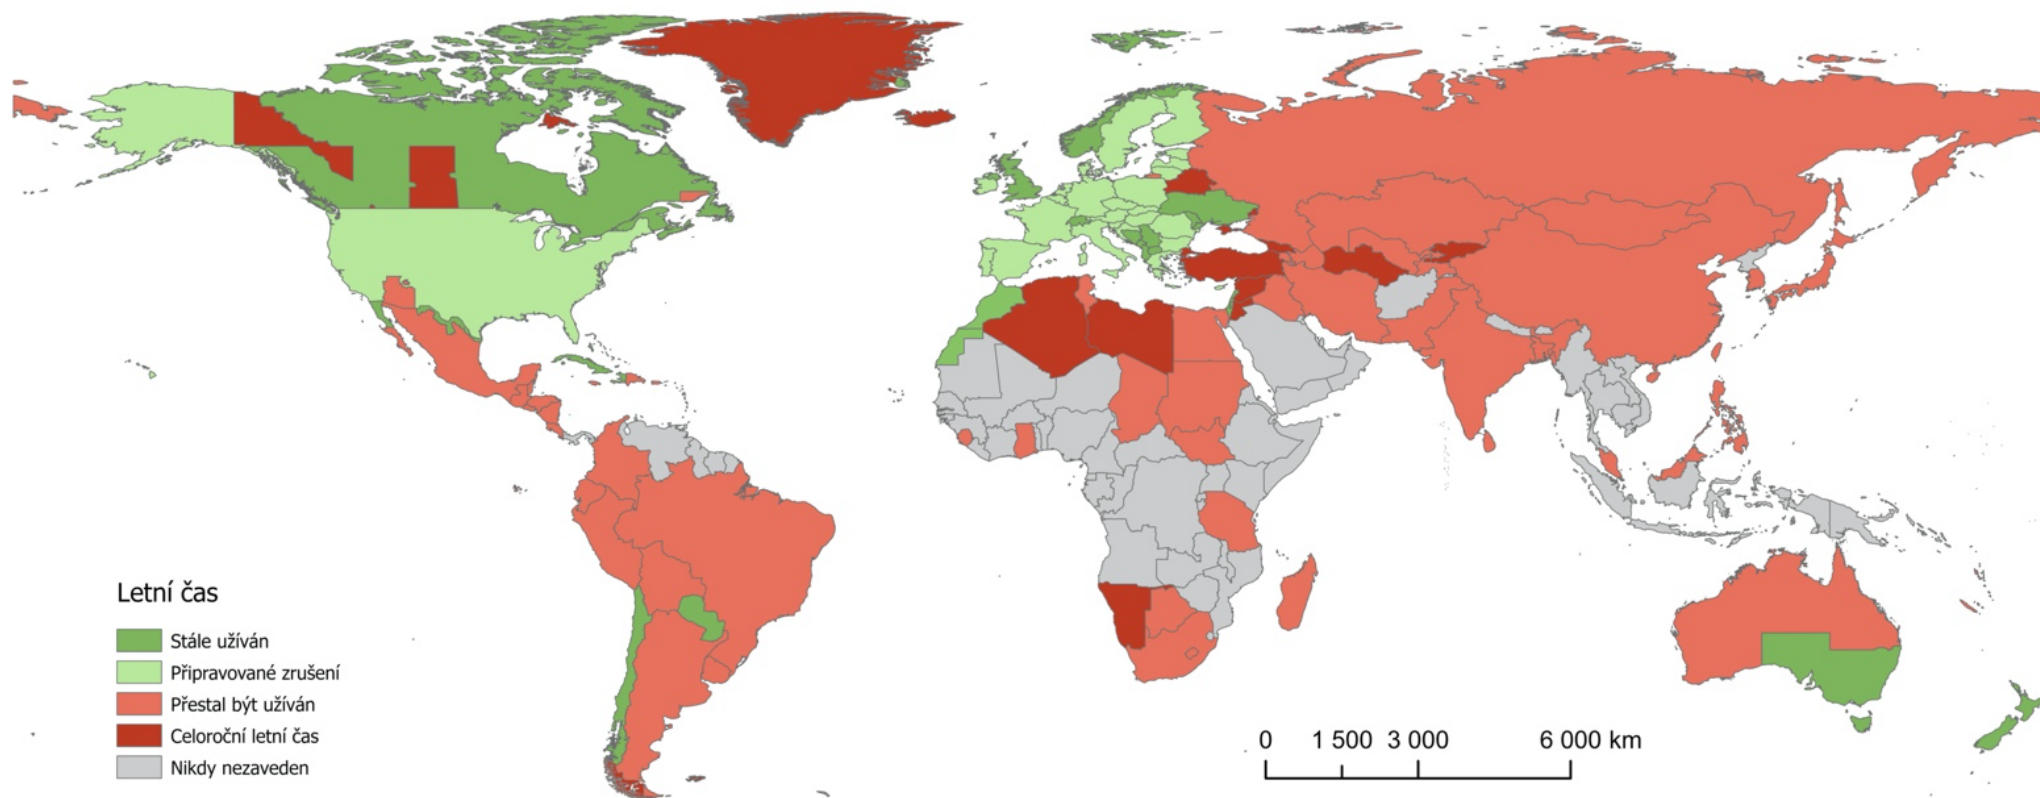 Letní čas
Stále užíván
Připravované zrušení
Přestal být užíván
Celoroční letní čas
Nikdy nezaveden
0 1 500 3 000 6 000 km